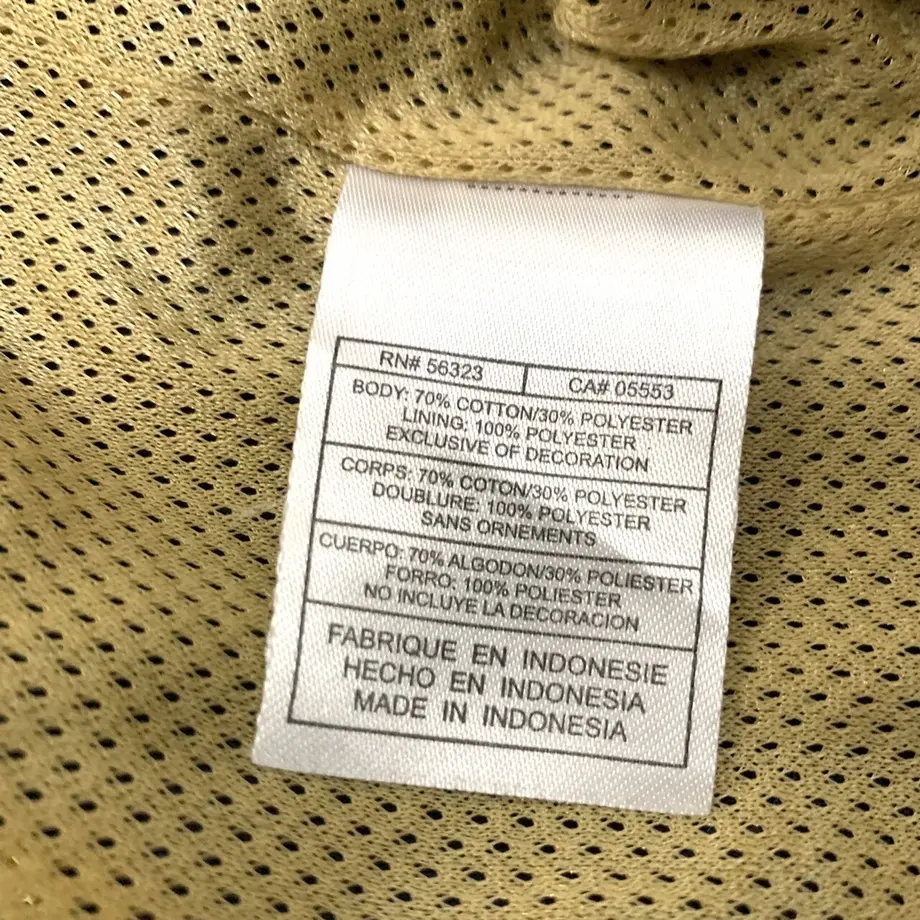 RN# 56323 CA# 05553
BODY: 70% COTTON/30% POLYESTER
LINING: 100% POLYESTER
EXCLUSIVE OF DECORATION
CORPS: 70% COTON/30% POLYESTER
DOUBLURE: 100% POLYESTER
SANS ORNEMENTS
CUERPO: 70% ALGODON/30% POLIESTER
FORRO: 100% POLIESTER
NO INCLUYE LA DECORACION
FABRIQUE EN INDONESIE
HECHO EN INDONESIA
MADE IN INDONESIA